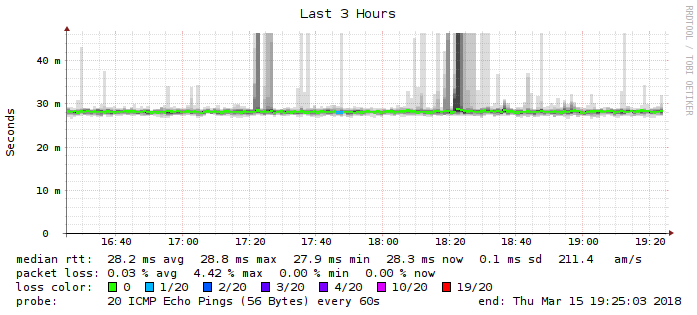 Last 3 Hours
RRDTOOL / TOBI OETIKER
Seconds
40 m
30 m
20 m
10 m
0
16:40 17:00 17:20 17:40 18:00 18:20 18:40 19:00 19:20
median rtt: 28.2 ms avg 28.8 ms max 27.9 ms min 28.3 ms now 0.1 ms sd 211.4 am/s
packet loss: 0.03 % avg 4.42 % max 0.00 % min 0.00 % now
loss color: 0 1/20 2/20 3/20 4/20 10/20 19/20
probe: 20 ICMP Echo Pings (56 Bytes) every 60s end: Thu Mar 15 19:25:03 2018